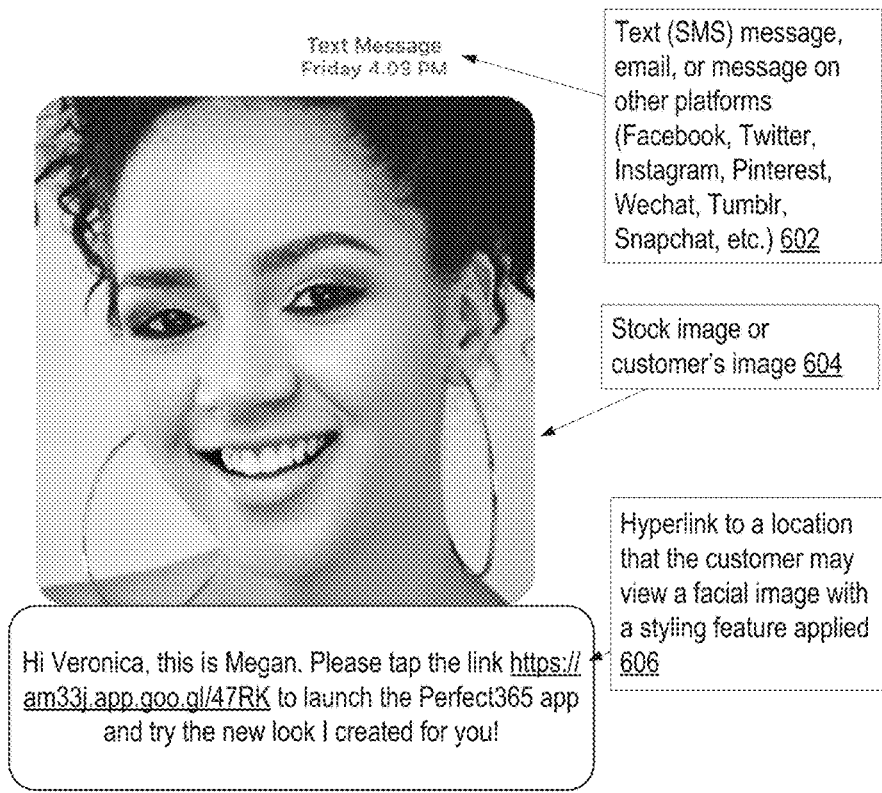 Text Message
Friday 4:09 PM
Text (SMS) message,
email, or message on
other platforms
(Facebook, Twitter,
Instagram, Pinterest,
Wechat, Tumblr,
Snapchat, etc.) 602
Stock image or
customer's image 604
Hyperlink to a location
that the customer may
view a facial image with
a styling feature applied
606
Hi Veronica, this is Megan. Please tap the link https://
am33j.app.goo.gl/47RK to launch the Perfect365 app
and try the new look I created for you!